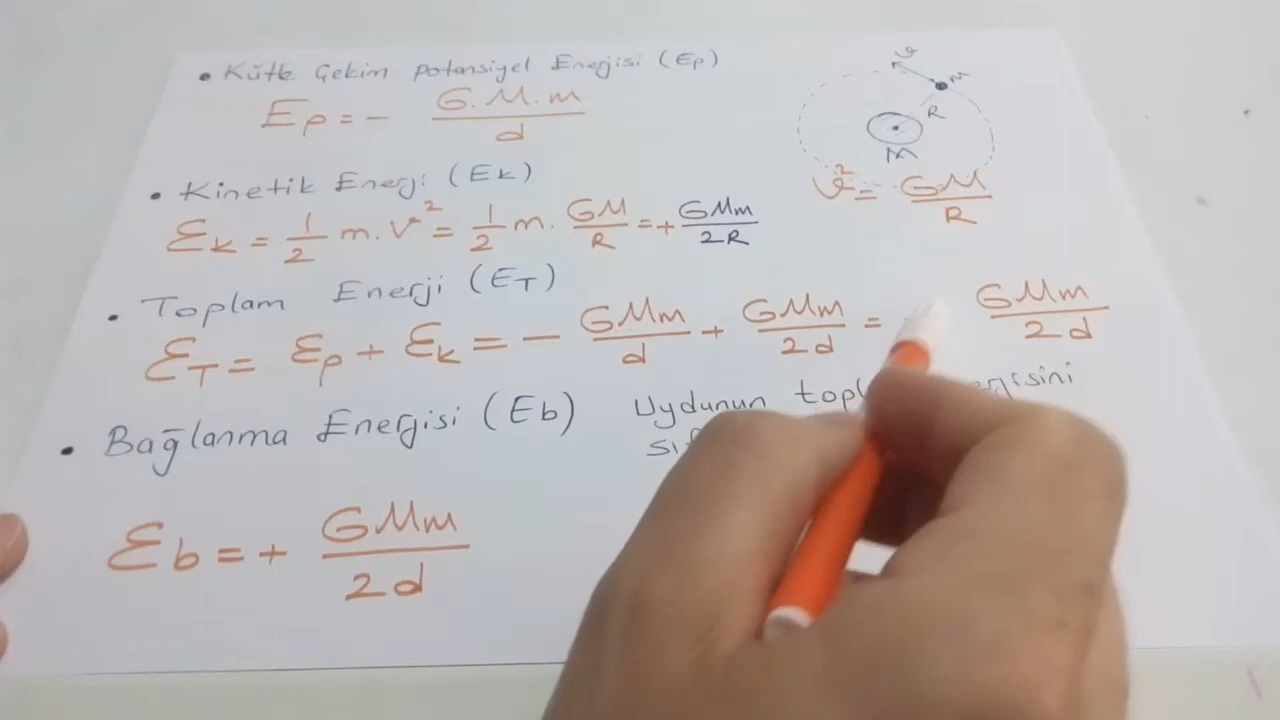 • Kütle Çekim Potansiyel Enerjisi (Ep)
Ep = - G.M.m / d
• Kinetik Enerji (Ek)
Ek = 1/2 m.v² = 1/2 m. GM/R = + GMm/2R
• Toplam Enerji (ET)
ET = Ep + Ek = - GMm/d + GMm/2d = GMm/2d
• Bağlanma Enerjisi (Eb) Uydunun
Eb = + GMm/2d
v
m
R
M
v² = GM/R